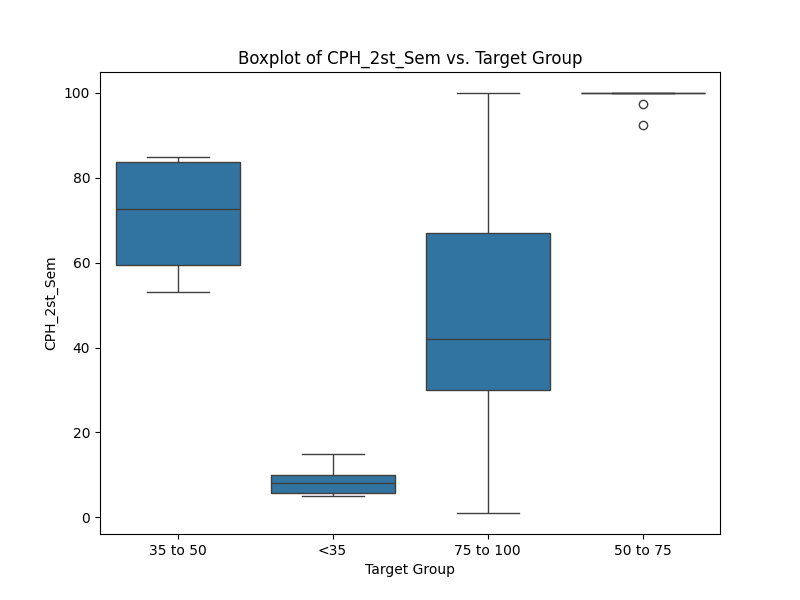 Boxplot of CPH_2st_Sem vs. Target Group
100
80
60
40
20
0
CPH_2st_Sem
35 to 50
<35
75 to 100
50 to 75
Target Group